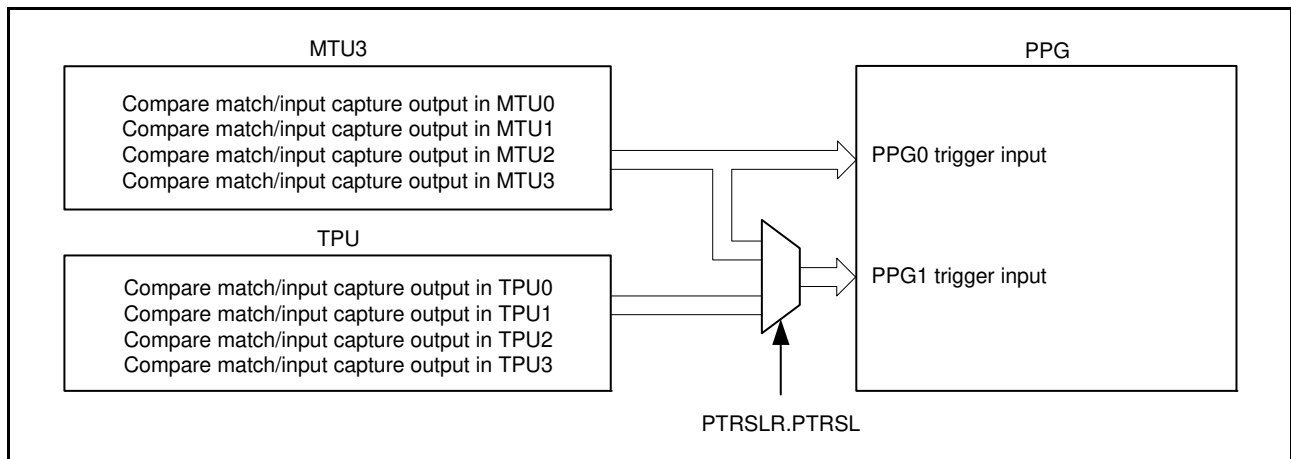 MTU3
Compare match/input capture output in MTU0
Compare match/input capture output in MTU1
Compare match/input capture output in MTU2
Compare match/input capture output in MTU3
TPU
Compare match/input capture output in TPU0
Compare match/input capture output in TPU1
Compare match/input capture output in TPU2
Compare match/input capture output in TPU3
PTRSLR.PTRSL
PPG
PPG0 trigger input
PPG1 trigger input